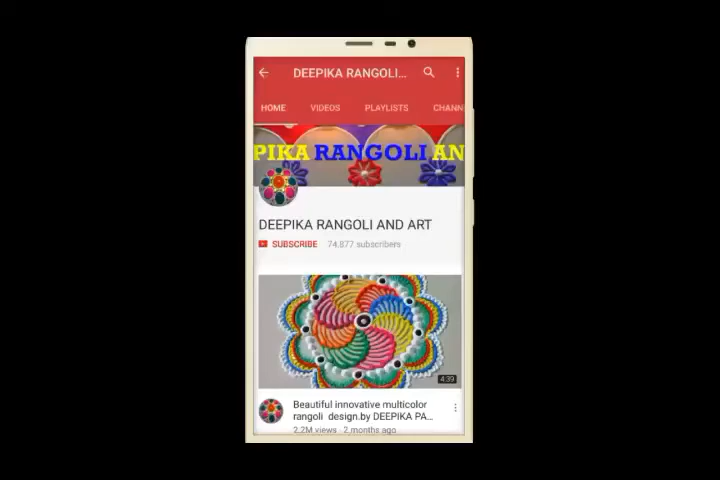 DEEPIKA RANGOLI...
HOME VIDEOS PLAYLISTS CHANN
PIKA RANGOLI AN
DEEPIKA RANGOLI AND ART
SUBSCRIBE 74,877 subscribers
4:39
Beautiful innovative multicolor
rangoli design.by DEEPIKA PA...
2.2M views · 2 months ago